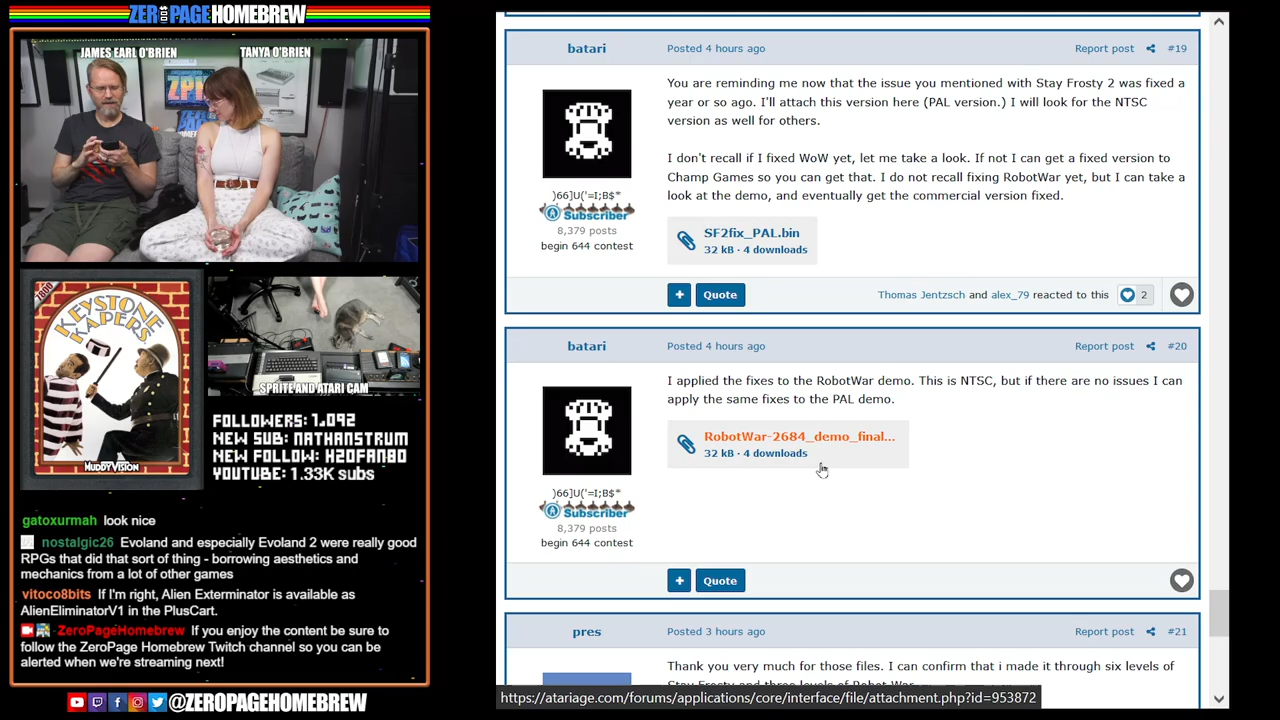 ZEROPAGE HOMEBREW
JAMES EARL O'BRIEN
TANYA O'BRIEN
7800
KEYSTONE
KAPERS
MUDDYVISION
SPRITE AND ATARI CAM
FOLLOWERS: 1,092
NEW SUB: NATHANSTRUM
NEW FOLLOW: H2OFAN80
YOUTUBE: 1.33K subs
gatoxurmah look nice
nostalgic26 Evoland and especially Evoland 2 were really good
RPGs that did that sort of thing - borrowing aesthetics and
mechanics from a lot of other games
vitoco8bits If I'm right, Alien Exterminator is available as
AlienEliminatorV1 in the PlusCart.
ZeroPageHomebrew If you enjoy the content be sure to
follow the ZeroPage Homebrew Twitch channel so you can be
alerted when we're streaming next!
@ZEROPAGEHOMEBREW
batari
Posted 4 hours ago
Report post
#19
)66]U('=I;B$*
Subscriber
8,379 posts
begin 644 contest
You are reminding me now that the issue you mentioned with Stay Frosty 2 was fixed a
year or so ago. I'll attach this version here (PAL version.) I will look for the NTSC
version as well for others.
I don't recall if I fixed WoW yet, let me take a look. If not I can get a fixed version to
Champ Games so you can get that. I do not recall fixing RobotWar yet, but I can take a
look at the demo, and eventually get the commercial version fixed.
SF2fix_PAL.bin
32 kB · 4 downloads
+ Quote
Thomas Jentzsch and alex_79 reacted to this
2
batari
Posted 4 hours ago
Report post
#20
)66]U('=I;B$*
Subscriber
8,379 posts
begin 644 contest
I applied the fixes to the RobotWar demo. This is NTSC, but if there are no issues I can
apply the same fixes to the PAL demo.
RobotWar-2684_demo_final...
32 kB · 4 downloads
+ Quote
pres
Posted 3 hours ago
Report post
#21
Thank you very much for those files. I can confirm that i made it through six levels of
https://atariage.com/forums/applications/core/interface/file/attachment.php?id=953872